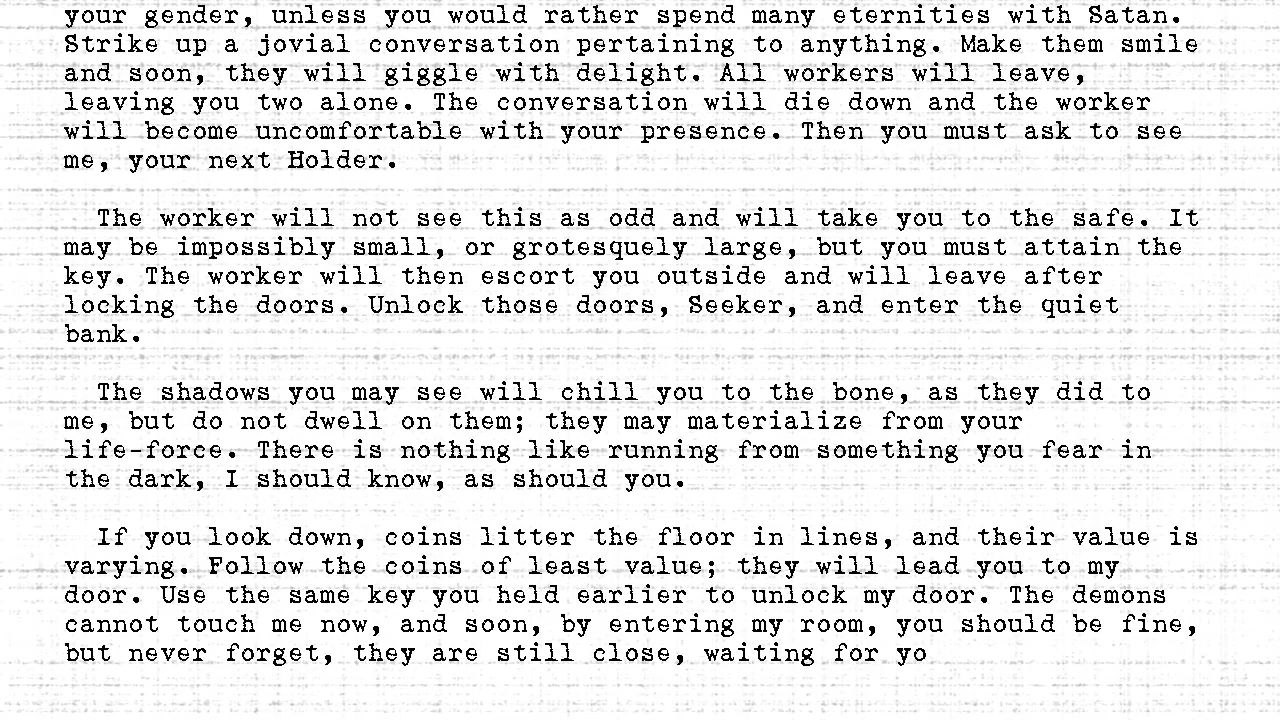 your gender, unless you would rather spend many eternities with Satan.
Strike up a jovial conversation pertaining to anything. Make them smile
and soon, they will giggle with delight. All workers will leave,
leaving you two alone. The conversation will die down and the worker
will become uncomfortable with your presence. Then you must ask to see
me, your next Holder.
The worker will not see this as odd and will take you to the safe. It
may be impossibly small, or grotesquely large, but you must attain the
key. The worker will then escort you outside and will leave after
locking the doors. Unlock those doors, Seeker, and enter the quiet
bank.
The shadows you may see will chill you to the bone, as they did to
me, but do not dwell on them; they may materialize from your
life-force. There is nothing like running from something you fear in
the dark, I should know, as should you.
If you look down, coins litter the floor in lines, and their value is
varying. Follow the coins of least value; they will lead you to my
door. Use the same key you held earlier to unlock my door. The demons
cannot touch me now, and soon, by entering my room, you should be fine,
but never forget, they are still close, waiting for yo